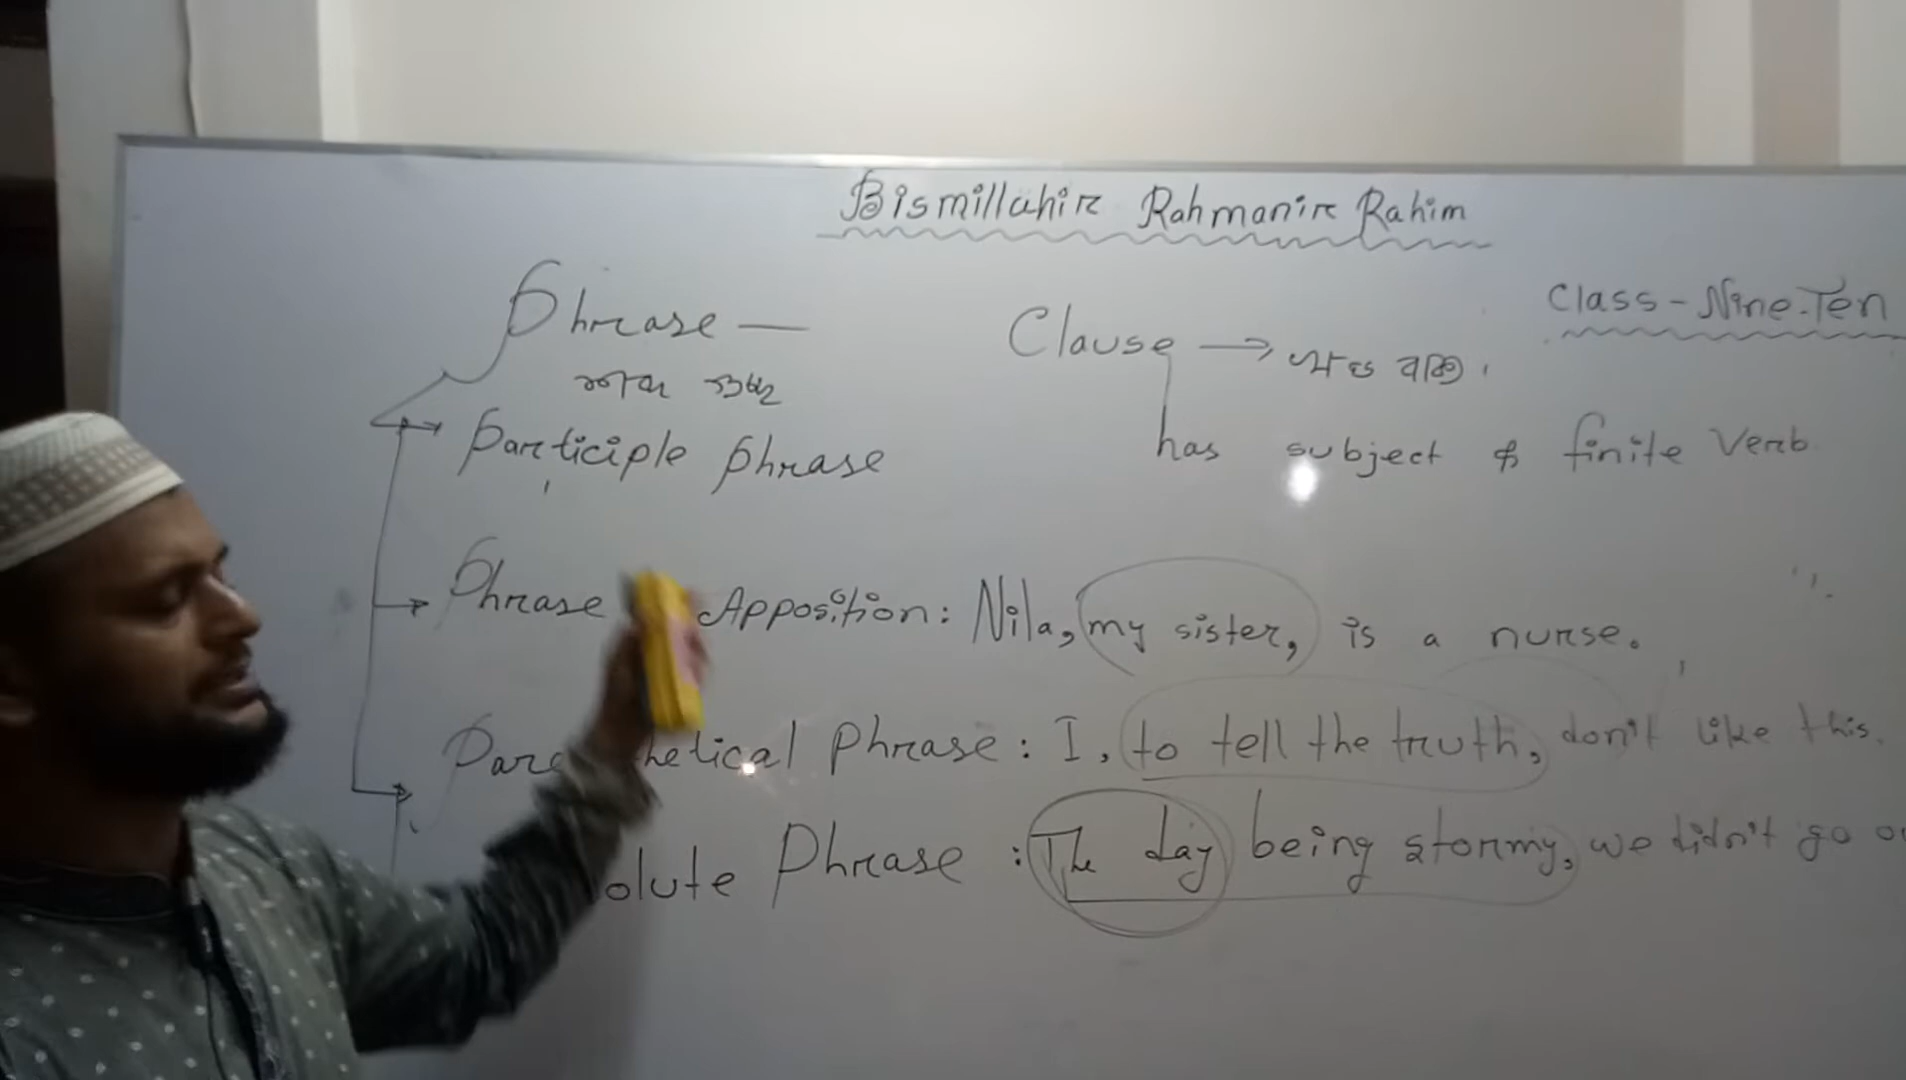 Bismillahir Rahmanir Rahim
Class-Nine-Ten
Phrase —
Clause → খণ্ড বাক্য।
has subject & finite Verb
Participle phrase
Phrase Apposition: Nila, my sister, is a nurse.
Phrase: I, to tell the truth, don't like this.
Phrase: The day being stormy, we didn't go